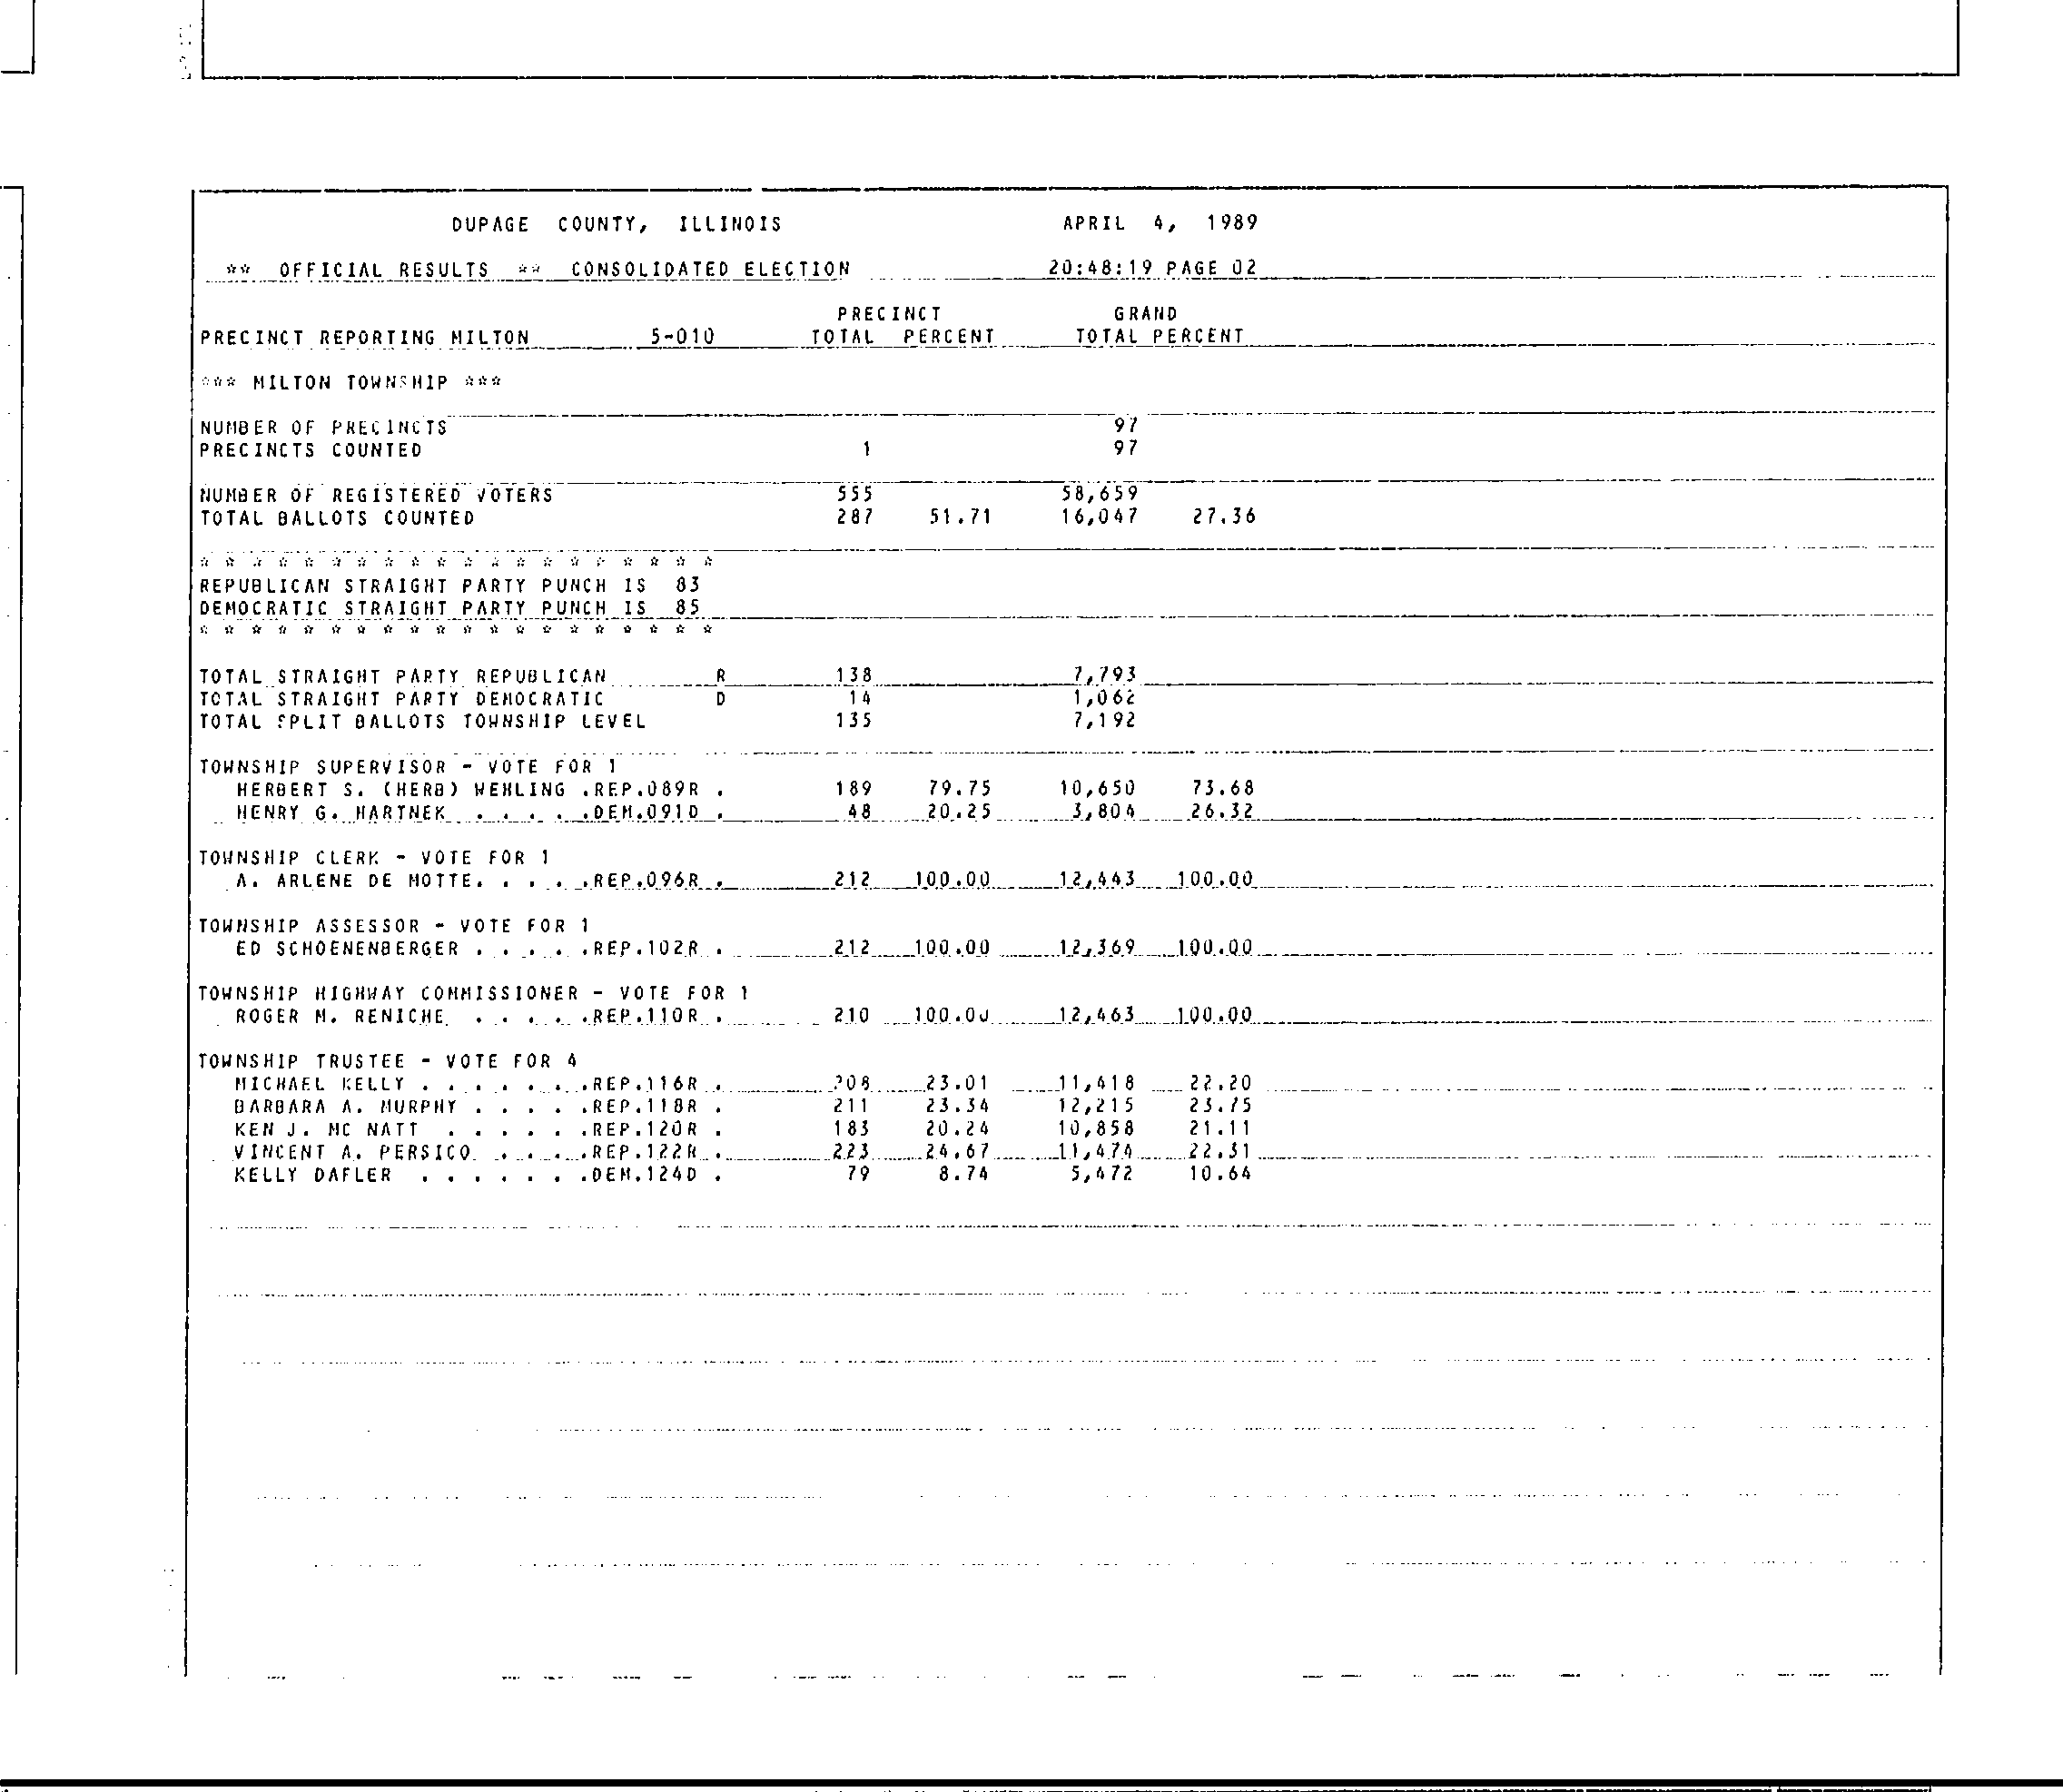 DUPAGE COUNTY, ILLINOIS APRIL 4, 1989
** OFFICIAL RESULTS ** CONSOLIDATED ELECTION 20:48:19 PAGE 02
PRECINCT GRAND
PRECINCT REPORTING MILTON 5-010 TOTAL PERCENT TOTAL PERCENT
*** MILTON TOWNSHIP ***
NUMBER OF PRECINCTS 97
PRECINCTS COUNTED 1 97
NUMBER OF REGISTERED VOTERS 555 58,659
TOTAL BALLOTS COUNTED 287 51.71 16,047 27.36
* * * * * * * * * * * * * * * * * * * *
REPUBLICAN STRAIGHT PARTY PUNCH IS 83
DEMOCRATIC STRAIGHT PARTY PUNCH IS 85
* * * * * * * * * * * * * * * * * * * *
TOTAL STRAIGHT PARTY REPUBLICAN R 138 7,793
TOTAL STRAIGHT PARTY DEMOCRATIC D 14 1,062
TOTAL SPLIT BALLOTS TOWNSHIP LEVEL 135 7,192
TOWNSHIP SUPERVISOR - VOTE FOR 1
HERBERT S. (HERB) WEHLING .REP.089R . 189 79.75 10,650 73.68
HENRY G. HARTNEK . . . . .DEM.091D . 48 20.25 3,804 26.32
TOWNSHIP CLERK - VOTE FOR 1
A. ARLENE DE MOTTE. . . . .REP.096R . 212 100.00 12,443 100.00
TOWNSHIP ASSESSOR - VOTE FOR 1
ED SCHOENENBERGER . . . . .REP.102R . 212 100.00 12,369 100.00
TOWNSHIP HIGHWAY COMMISSIONER - VOTE FOR 1
ROGER M. RENICHE . . . . .REP.110R . 210 100.00 12,463 100.00
TOWNSHIP TRUSTEE - VOTE FOR 4
MICHAEL KELLY . . . . . . .REP.116R . 208 23.01 11,418 22.20
BARBARA A. MURPHY . . . . .REP.118R . 211 23.34 12,215 23.75
KEN J. MC NATT . . . . . .REP.120R . 183 20.24 10,858 21.11
VINCENT A. PERSICO . . . .REP.122R . 223 24.67 11,474 22.31
KELLY DAFLER . . . . . . .DEM.124D . 79 8.74 5,472 10.64